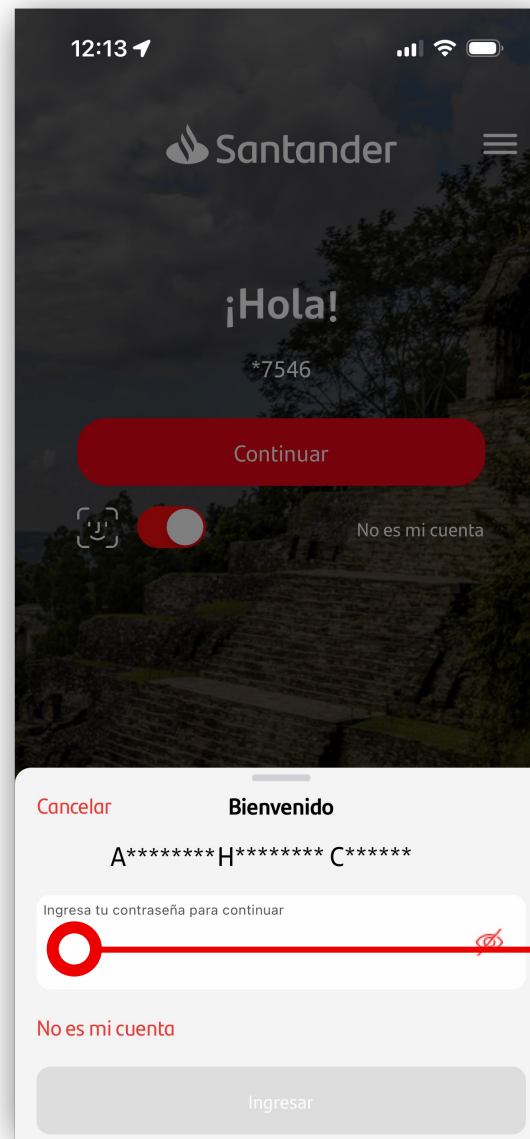 12:13
Santander
¡Hola!
*7546
Continuar
No es mi cuenta
Cancelar
Bienvenido
A******** H******** C******
Ingresa tu contraseña para continuar
No es mi cuenta
Ingresar